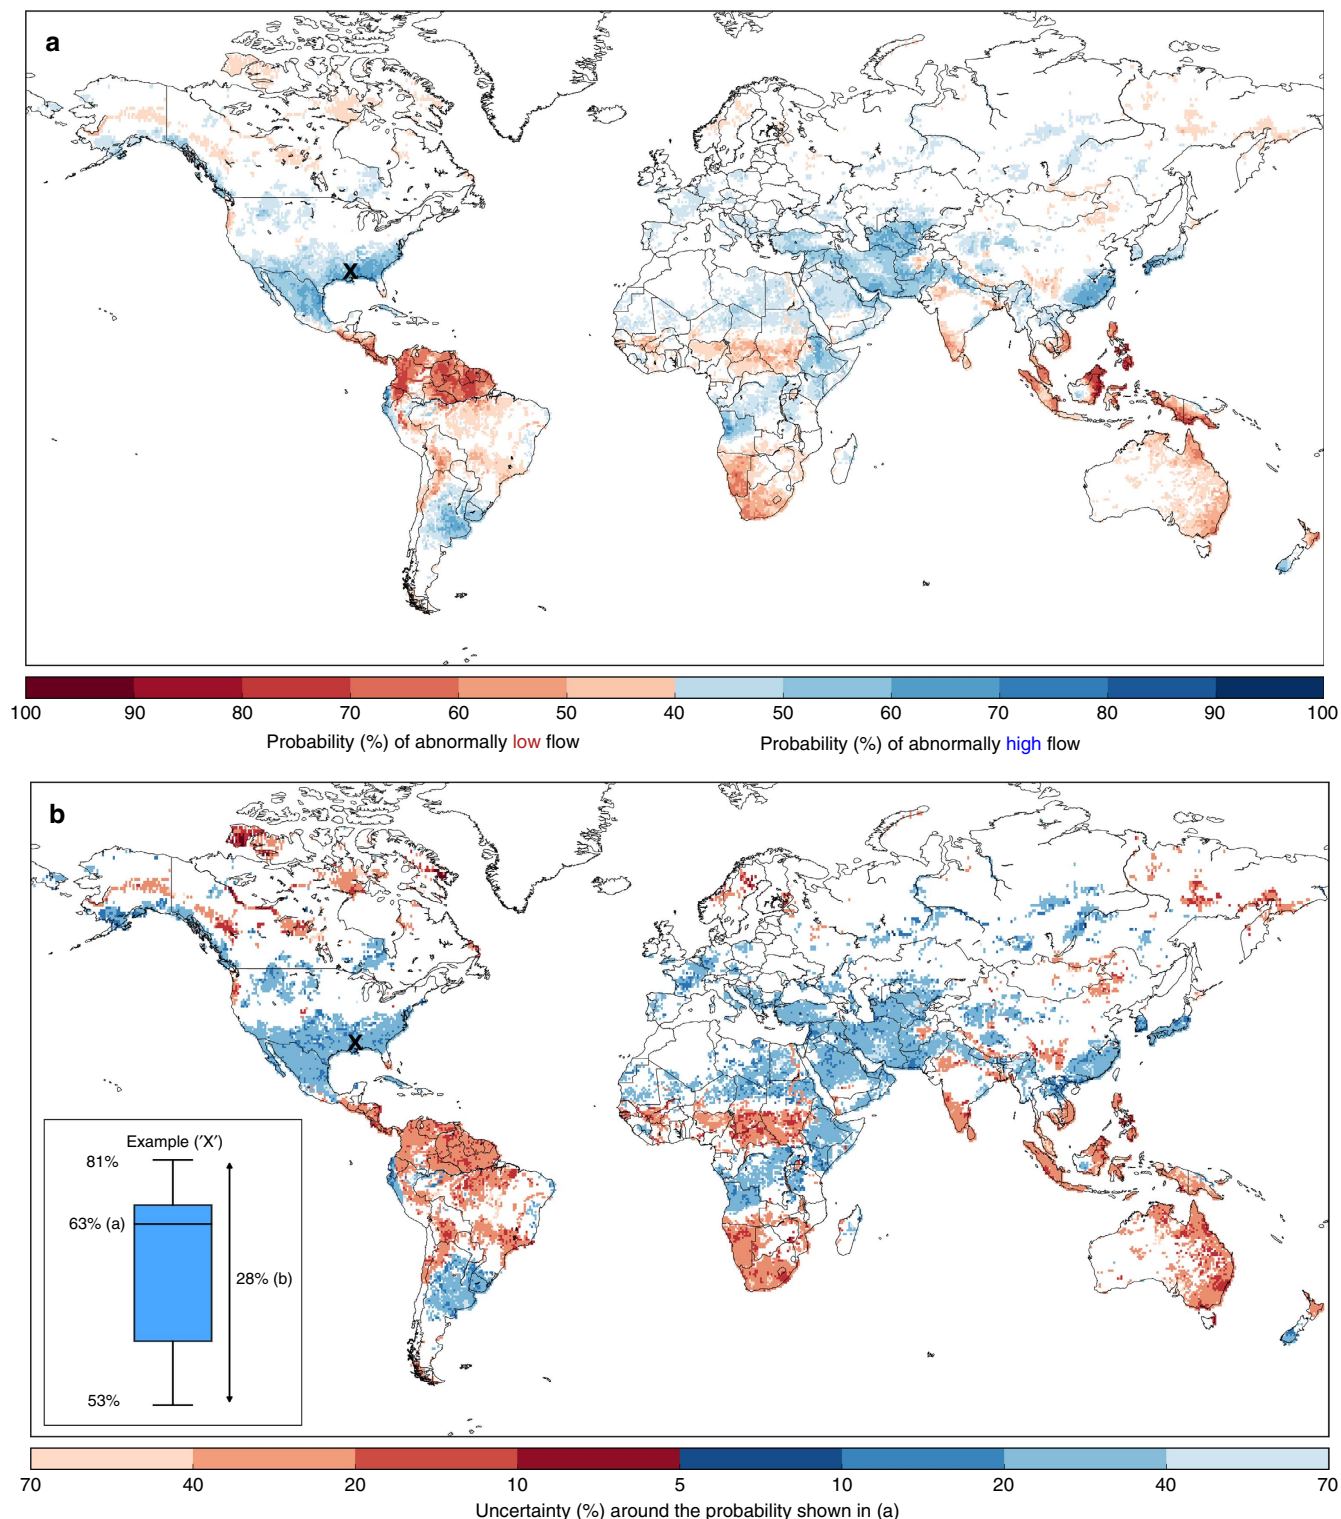 a
X
100 90 80 70 60 50 40 50 60 70 80 90 100
Probability (%) of abnormally low flow
Probability (%) of abnormally high flow
b
X
Example ('X')
81%
63% (a)
28% (b)
53%
70 40 20 10 5 10 20 40 70
Uncertainty (%) around the probability shown in (a)